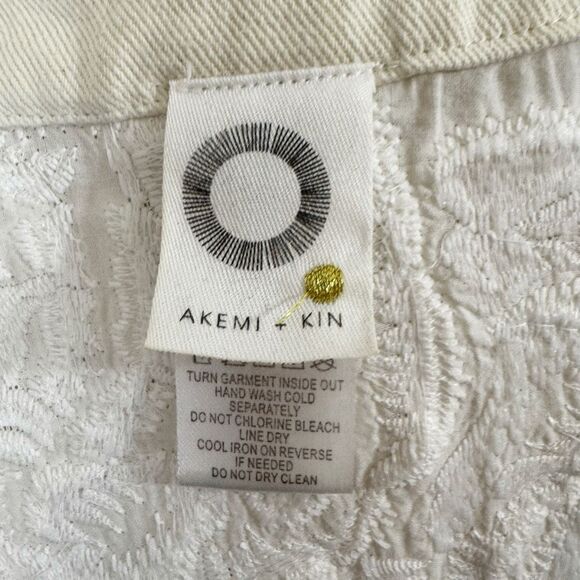 AKEMI + KIN
TURN GARMENT INSIDE OUT
HAND WASH COLD
SEPARATELY
DO NOT CHLORINE BLEACH
LINE DRY
COOL IRON ON REVERSE
IF NEEDED
DO NOT DRY CLEAN